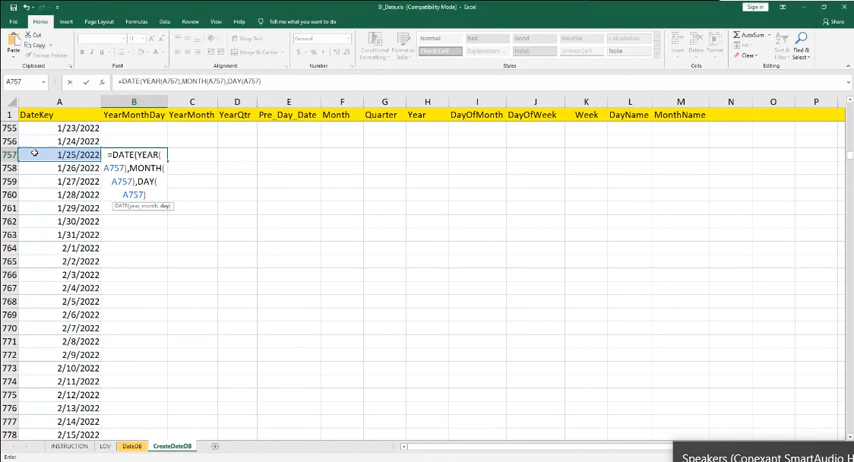 B_Date.xls [Compatibility Mode] - Excel
Sign in
File Home Insert Page Layout Formulas Data Review View Help Tell me what you want to do Share
Paste
Cut
Copy
Format Painter
Clipboard
B I U
Font
Wrap Text
Merge & Center
Alignment
General
Number
Conditional Formatting
Format as Table
Normal Bad Good Neutral Calculation
Check Cell Explanatory... Input Linked Cell Note
Styles
Insert Delete Format
Cells
AutoSum
Fill
Clear
Sort & Filter
Find & Select
Editing
A757
=DATE(YEAR(A757),MONTH(A757),DAY(A757)
A B C D E F G H I J K L M N O P
1 DateKey YearMonthDay YearMonth YearQtr Pre_Day_Date Month Quarter Year DayOfMonth DayOfWeek Week DayName MonthName
755 1/23/2022
756 1/24/2022
757 1/25/2022 =DATE(YEAR(
758 1/26/2022 A757),MONTH(
759 1/27/2022 A757),DAY(
760 1/28/2022 A757)
DATE(year, month, day)
761 1/29/2022
762 1/30/2022
763 1/31/2022
764 2/1/2022
765 2/2/2022
766 2/3/2022
767 2/4/2022
768 2/5/2022
769 2/6/2022
770 2/7/2022
771 2/8/2022
772 2/9/2022
773 2/10/2022
774 2/11/2022
775 2/12/2022
776 2/13/2022
777 2/14/2022
778 2/15/2022
INSTRUCTION LOV DateDB CreateDateDB
Enter
Speakers (Conexant SmartAudio H